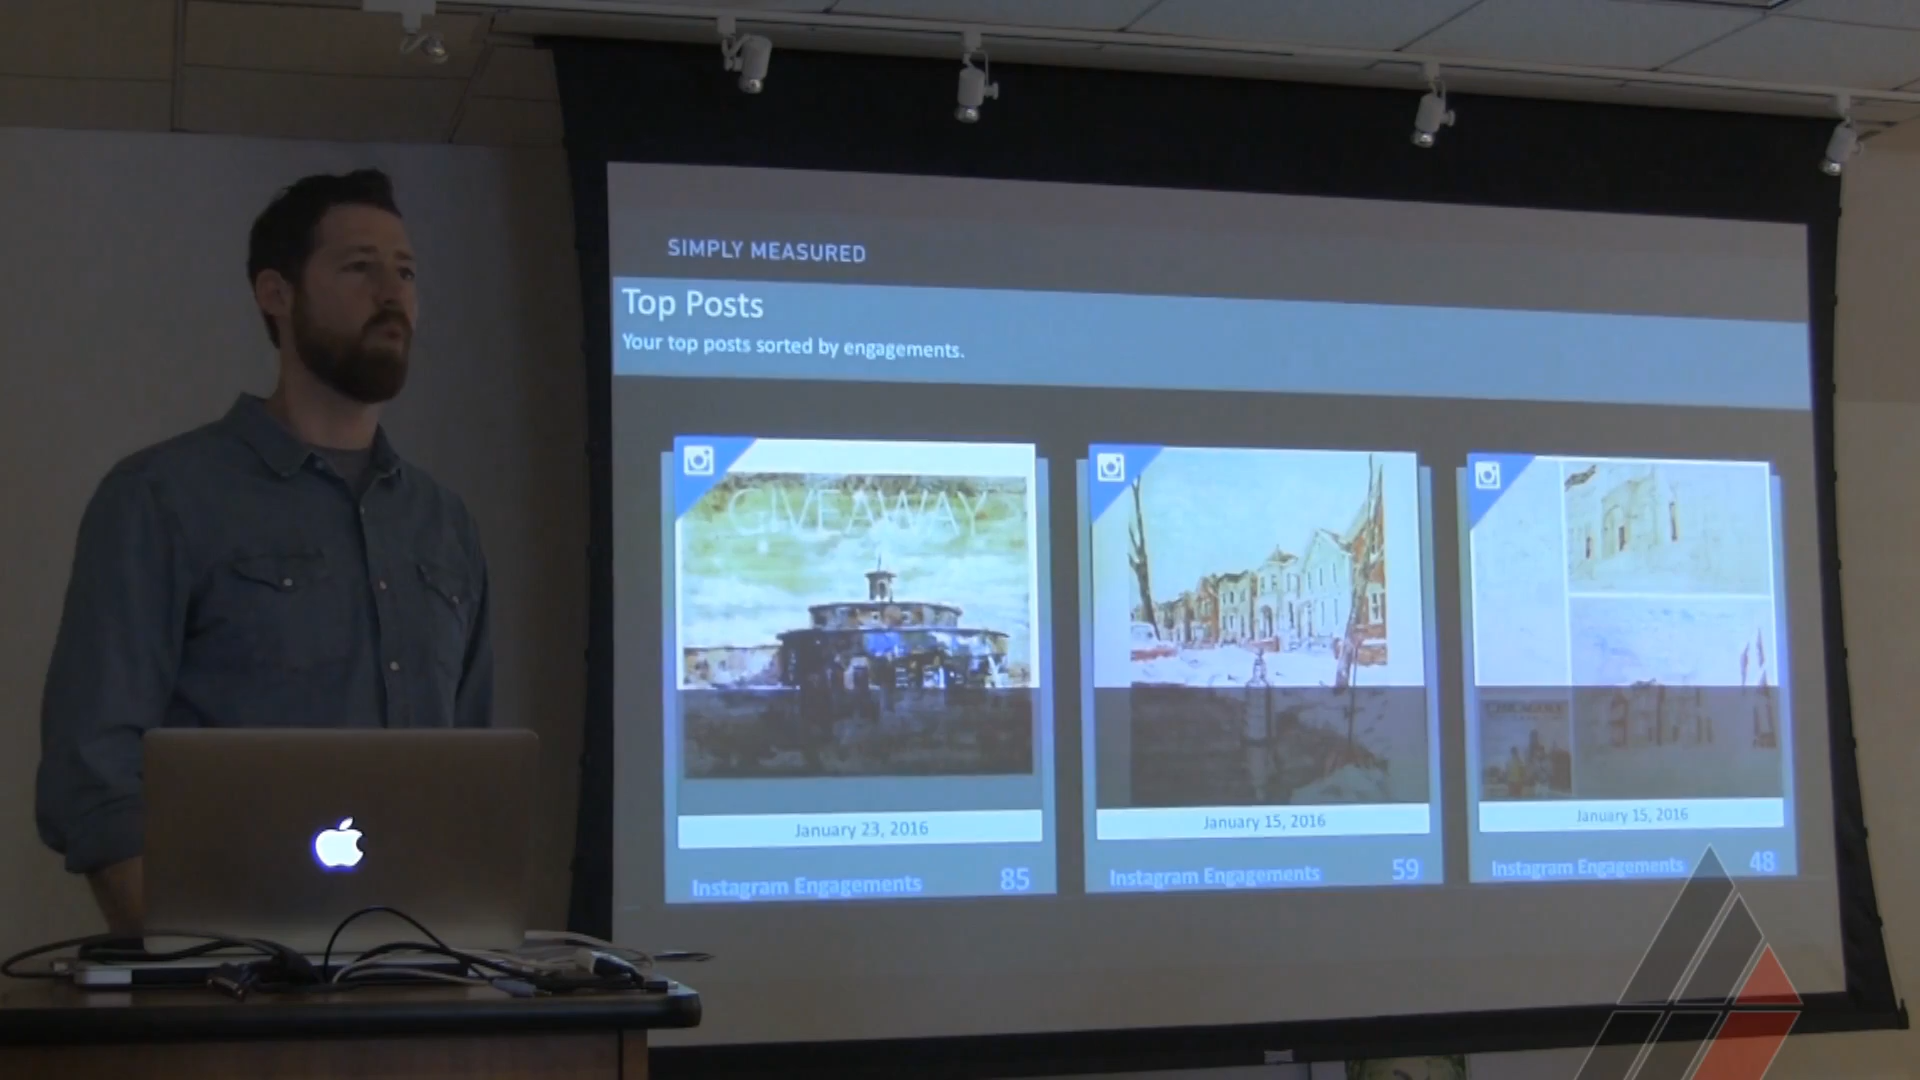 SIMPLY MEASURED
Top Posts
Your top posts sorted by engagements.
GIVEAWAY
January 23, 2016
Instagram Engagements 85
January 15, 2016
Instagram Engagements 59
January 15, 2016
Instagram Engagements 48